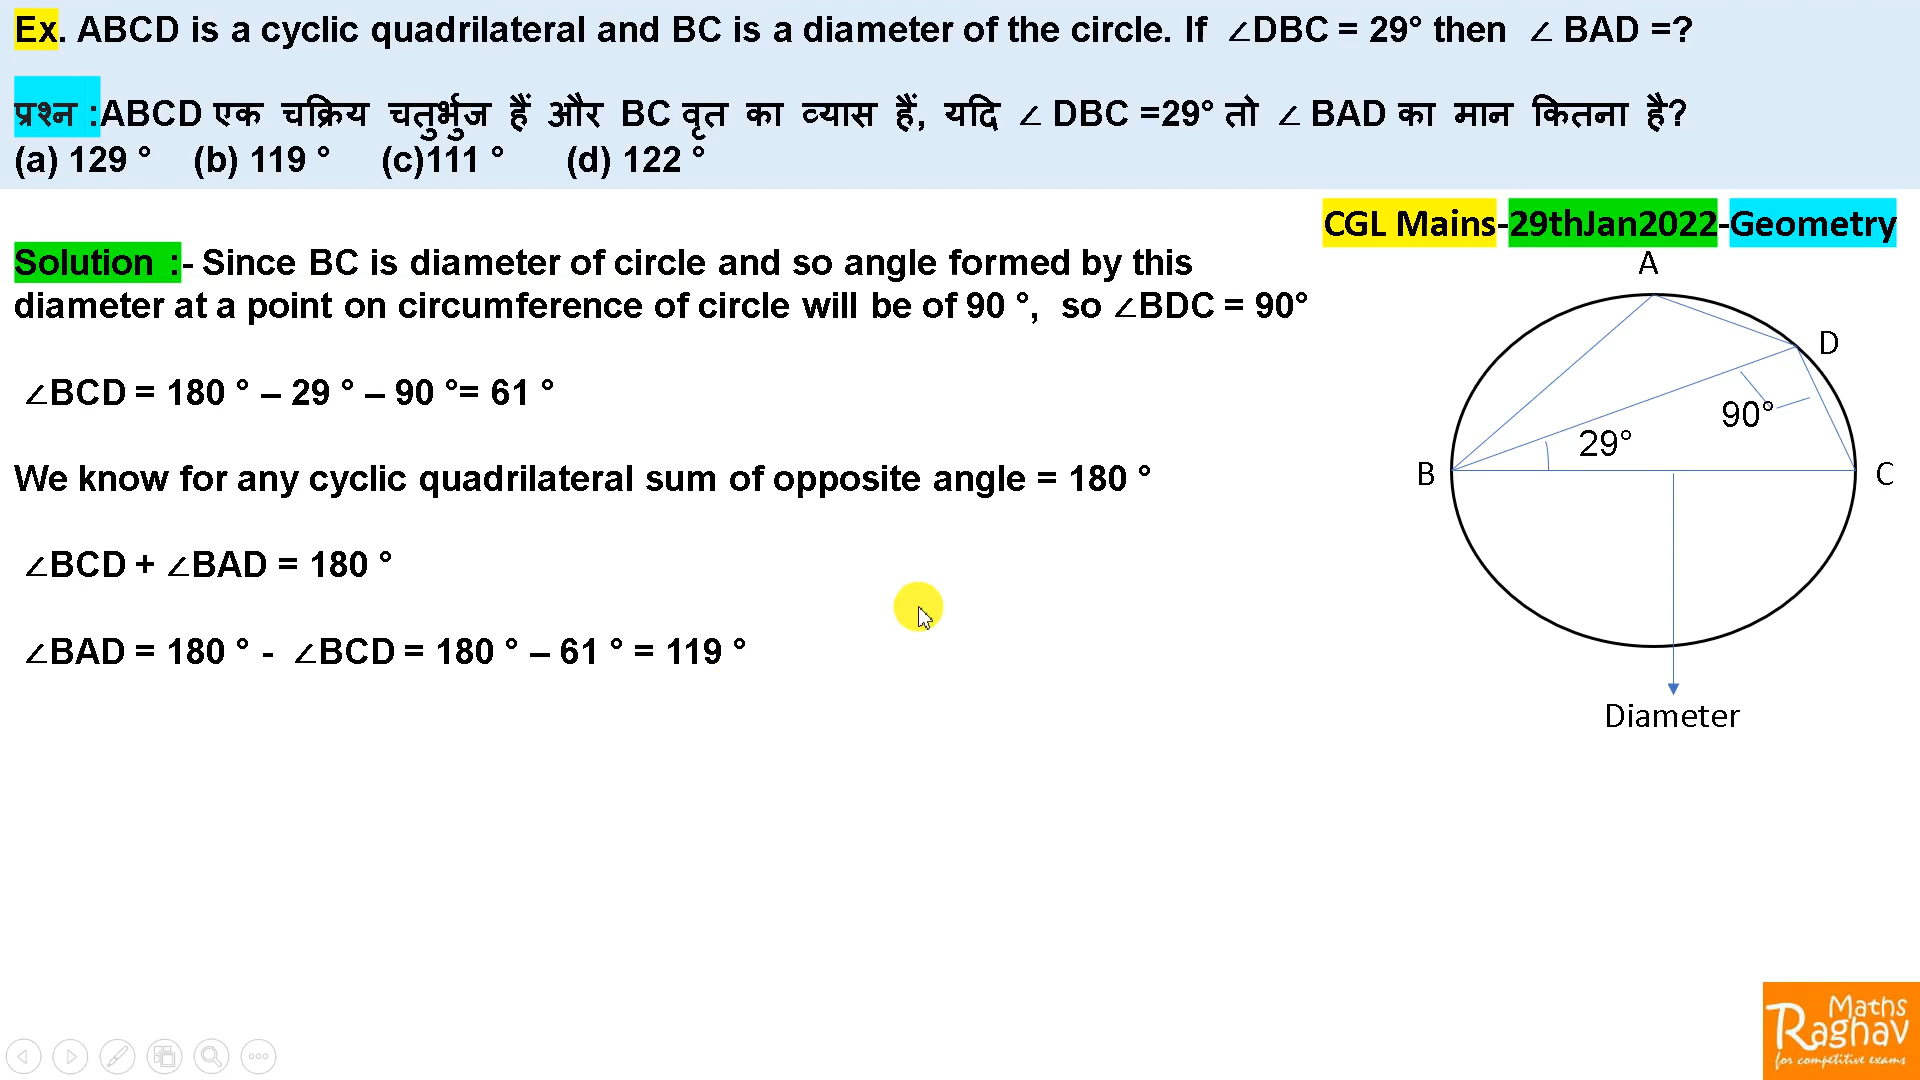 Ex. ABCD is a cyclic quadrilateral and BC is a diameter of the circle. If ∠DBC = 29° then ∠ BAD =?
प्रश्न :ABCD एक चक्रिय चतुर्भुज हैं और BC वृत का व्यास हैं, यदि ∠ DBC =29° तो ∠ BAD का मान कितना है?
(a) 129 ° (b) 119 ° (c)111 ° (d) 122 °
CGL Mains-29thJan2022-Geometry
Solution :- Since BC is diameter of circle and so angle formed by this
diameter at a point on circumference of circle will be of 90 °, so ∠BDC = 90°
∠BCD = 180 ° – 29 ° – 90 °= 61 °
We know for any cyclic quadrilateral sum of opposite angle = 180 °
∠BCD + ∠BAD = 180 °
∠BAD = 180 ° - ∠BCD = 180 ° – 61 ° = 119 °
A
D
90°
29°
B
C
Diameter
Maths
Raghav
for competitive exams